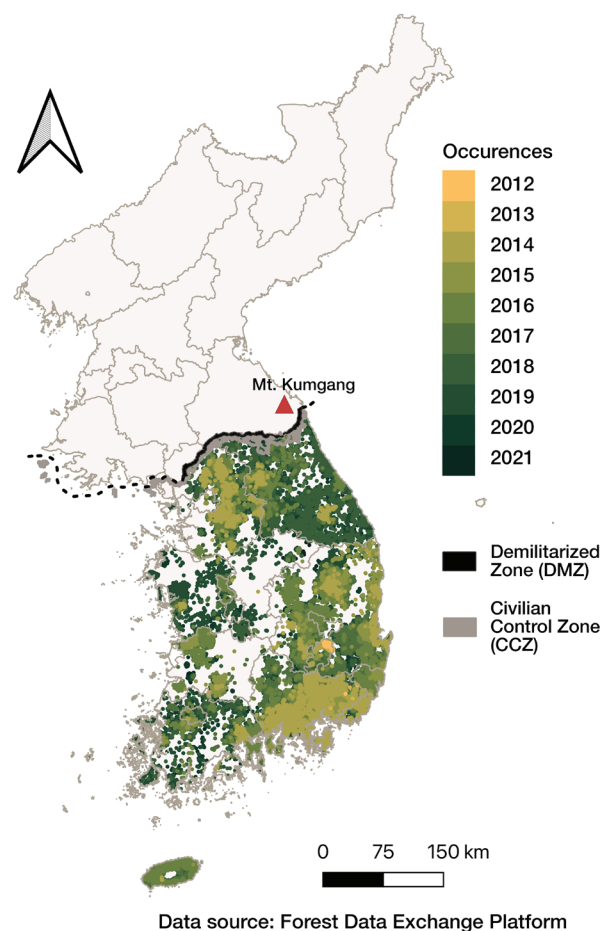 Occurences
2012
2013
2014
2015
2016
2017
2018
2019
2020
2021
Mt. Kumgang
Demilitarized
Zone (DMZ)
Civilian
Control Zone
(CCZ)
0 75 150 km
Data source: Forest Data Exchange Platform